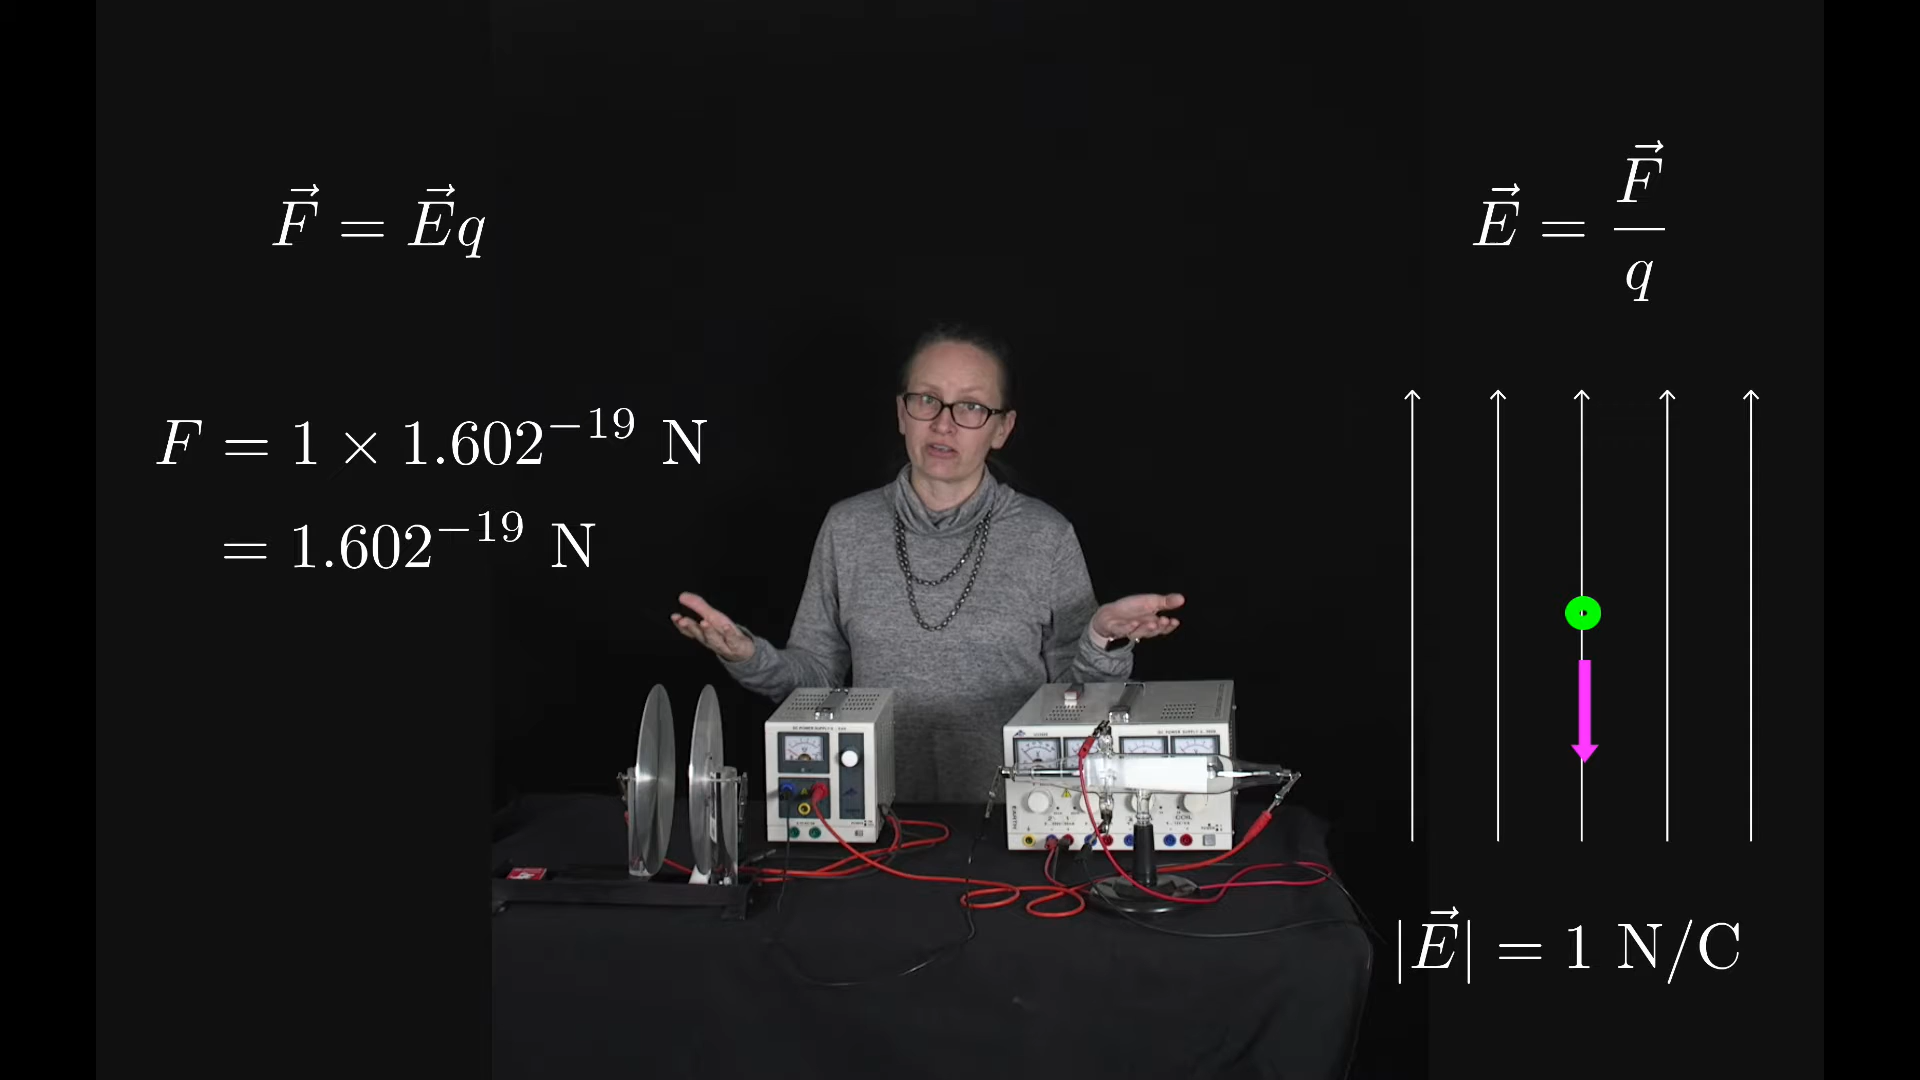 F⃗ = E⃗q
F = 1 × 1.602⁻¹⁹ N
= 1.602⁻¹⁹ N
E⃗ = F⃗/q
|E⃗| = 1 N/C